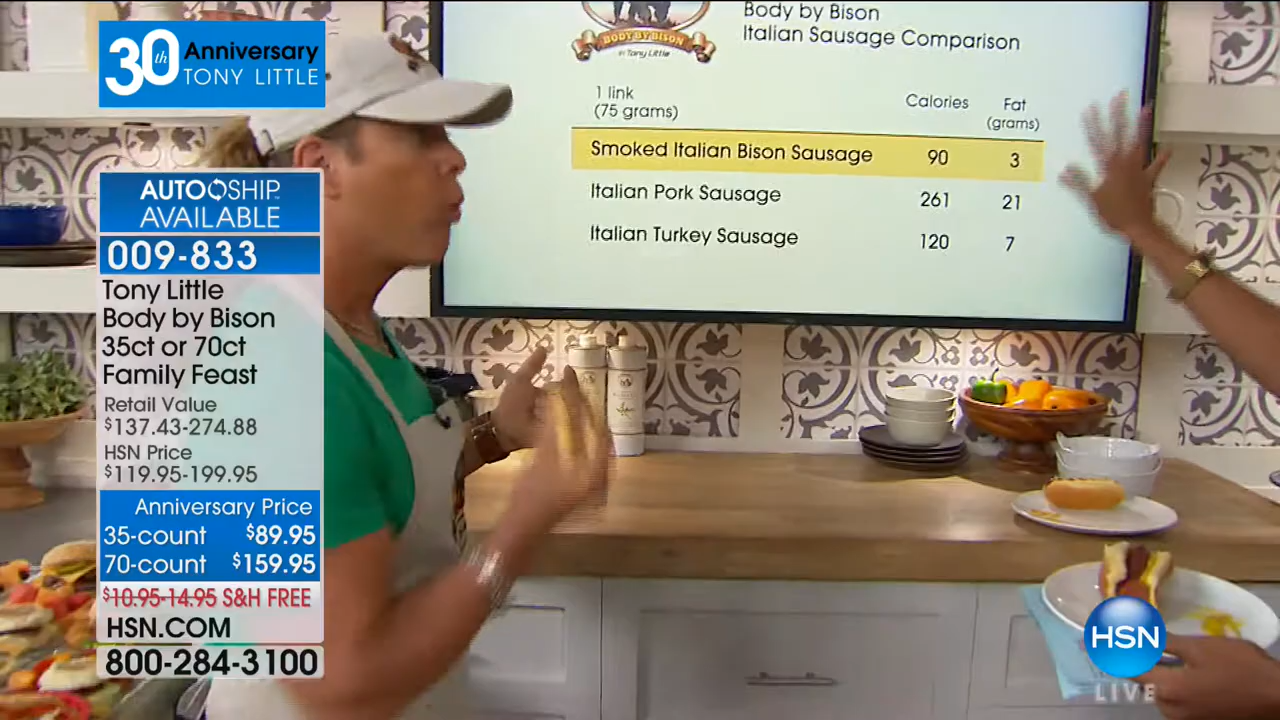 30th Anniversary
TONY LITTLE
AUTOSHIP
AVAILABLE
009-833
Tony Little
Body by Bison
35ct or 70ct
Family Feast
Retail Value
$137.43-274.88
HSN Price
$119.95-199.95
Anniversary Price
35-count $89.95
70-count $159.95
$10.95-14.95 S&H FREE
HSN.COM
800-284-3100
BODY BY BISON
Tony Little
Body by Bison
Italian Sausage Comparison
1 link
(75 grams)
Calories
Fat
(grams)
Smoked Italian Bison Sausage 90 3
Italian Pork Sausage 261 21
Italian Turkey Sausage 120 7
HSN
LIVE